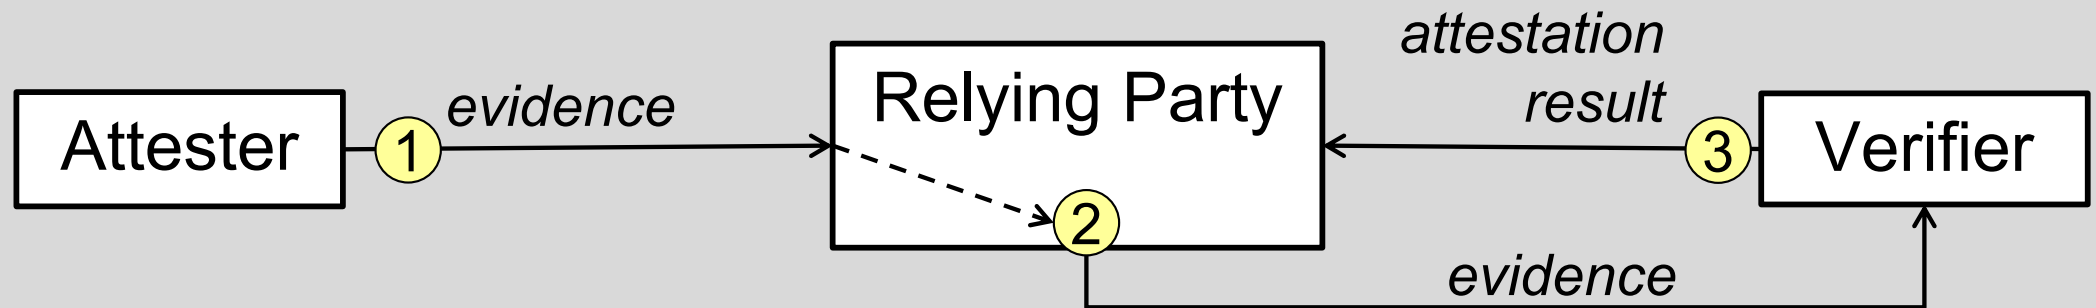 Attester
1
evidence
Relying Party
2
attestation
result
3
Verifier
evidence